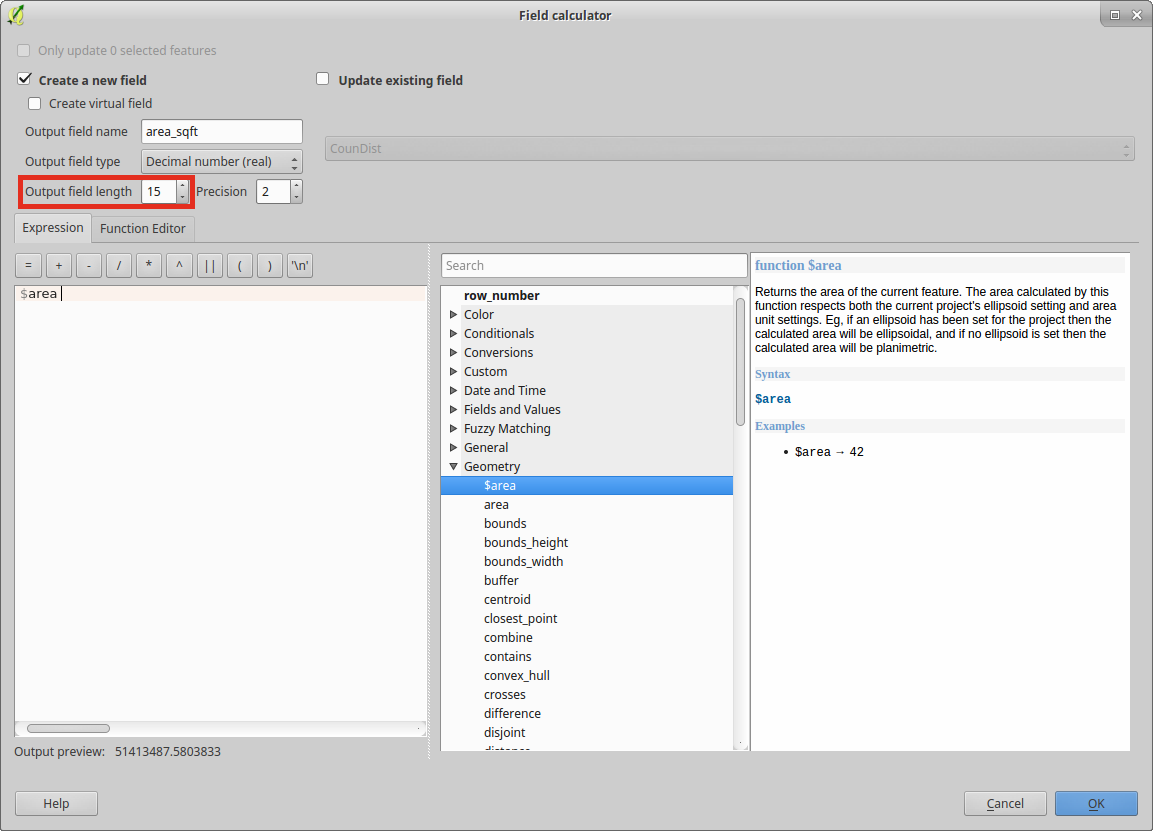 Field calculator
Only update 0 selected features
Create a new field
Update existing field
Create virtual field
Output field name area_sqft
Output field type Decimal number (real)
CounDist
Output field length 15 Precision 2
Expression Function Editor
= + - / * ^ || ( ) '\n'
$area
Output preview: 51413487.5803833
Search
row_number
Color
Conditionals
Conversions
Custom
Date and Time
Fields and Values
Fuzzy Matching
General
Geometry
$area
area
bounds
bounds_height
bounds_width
buffer
centroid
closest_point
combine
contains
convex_hull
crosses
difference
disjoint
function $area
Returns the area of the current feature. The area calculated by this
function respects both the current project's ellipsoid setting and area
unit settings. Eg, if an ellipsoid has been set for the project then the
calculated area will be ellipsoidal, and if no ellipsoid is set then the
calculated area will be planimetric.
Syntax
$area
Examples
• $area → 42
Help
Cancel
OK